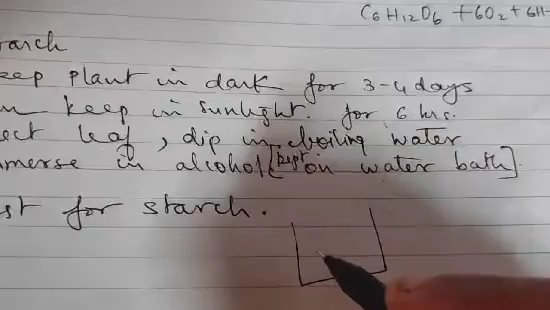 C6H12O6 + 6O2 + 6H
arch
eep plant in dark for 3-4 days
keep in sunlight. for 6 hrs.
ect leaf, dip in boiling water
mmerse in alcohol [kept on water bath].
st for starch.